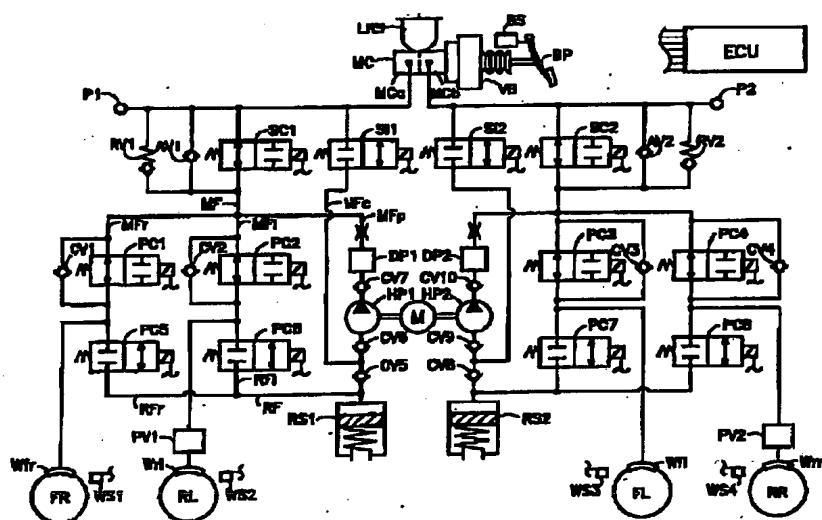 LRS
BS
BP
ECU
MC
MCa
MCb
VB
P1
P2
RV1
AV1
SC1
SI1
SI2
SC2
AV2
RV2
MF
MFc
MFr
MFl
MFp
CV1
PC1
CV2
PC2
DP1
DP2
PC3
CV3
PC4
CV4
CV7
CV10
HP1
HP2
M
PC5
PC6
CV6
CV9
PC7
PC8
CV5
CV8
RFl
RFr
RF
RS1
RS2
PV1
PV2
Wfr
Wrl
Wfl
Wrr
FR
WS1
RL
WS2
WS3
FL
WS4
RR